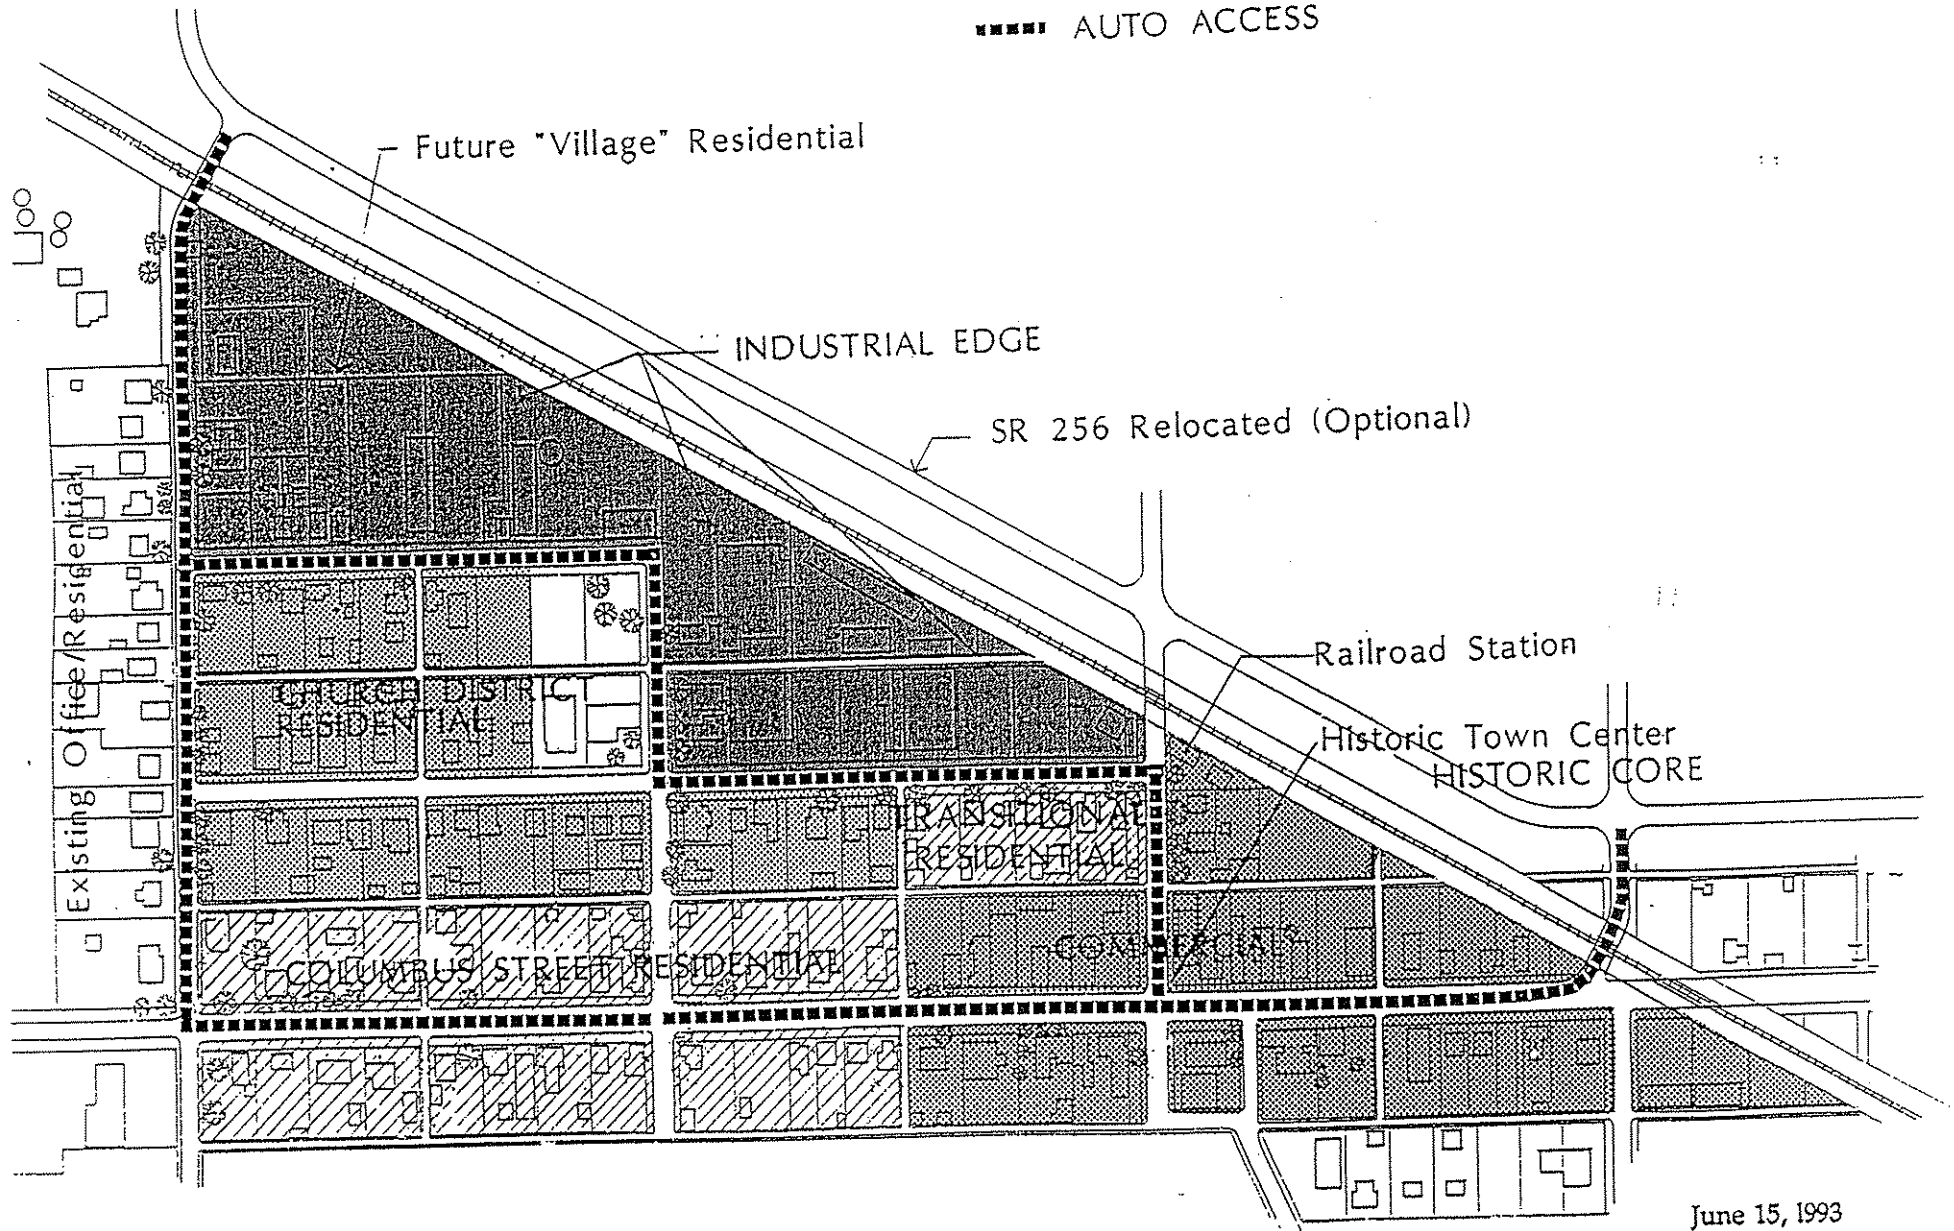 AUTO ACCESS
Future "Village" Residential
INDUSTRIAL EDGE
SR 256 Relocated (Optional)
Railroad Station
Historic Town Center
HISTORIC CORE
Existing Office/Residential
CHURCH DISTRICT
RESIDENTIAL
TRANSITIONAL
RESIDENTIAL
COMMERCIAL
COLUMBUS STREET RESIDENTIAL
June 15, 1993